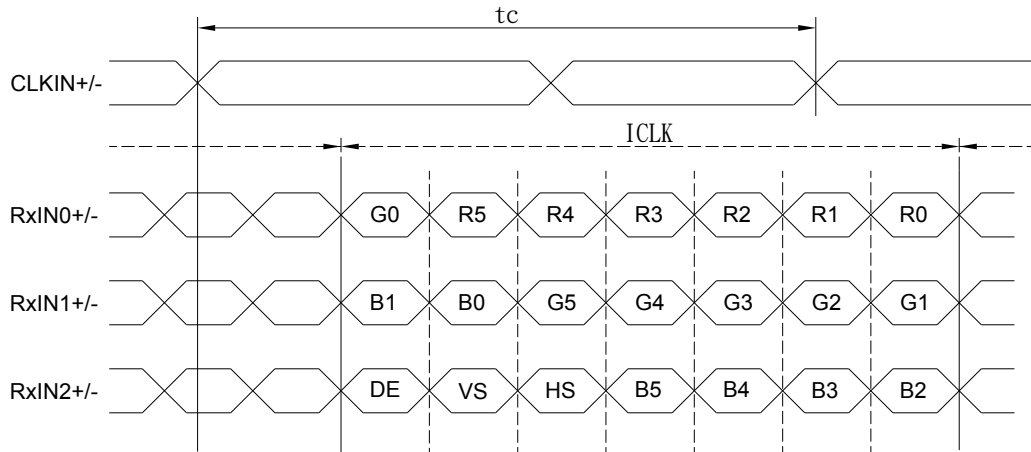 tc
CLKIN+/-
ICLK
RxIN0+/- G0 R5 R4 R3 R2 R1 R0
RxIN1+/- B1 B0 G5 G4 G3 G2 G1
RxIN2+/- DE VS HS B5 B4 B3 B2